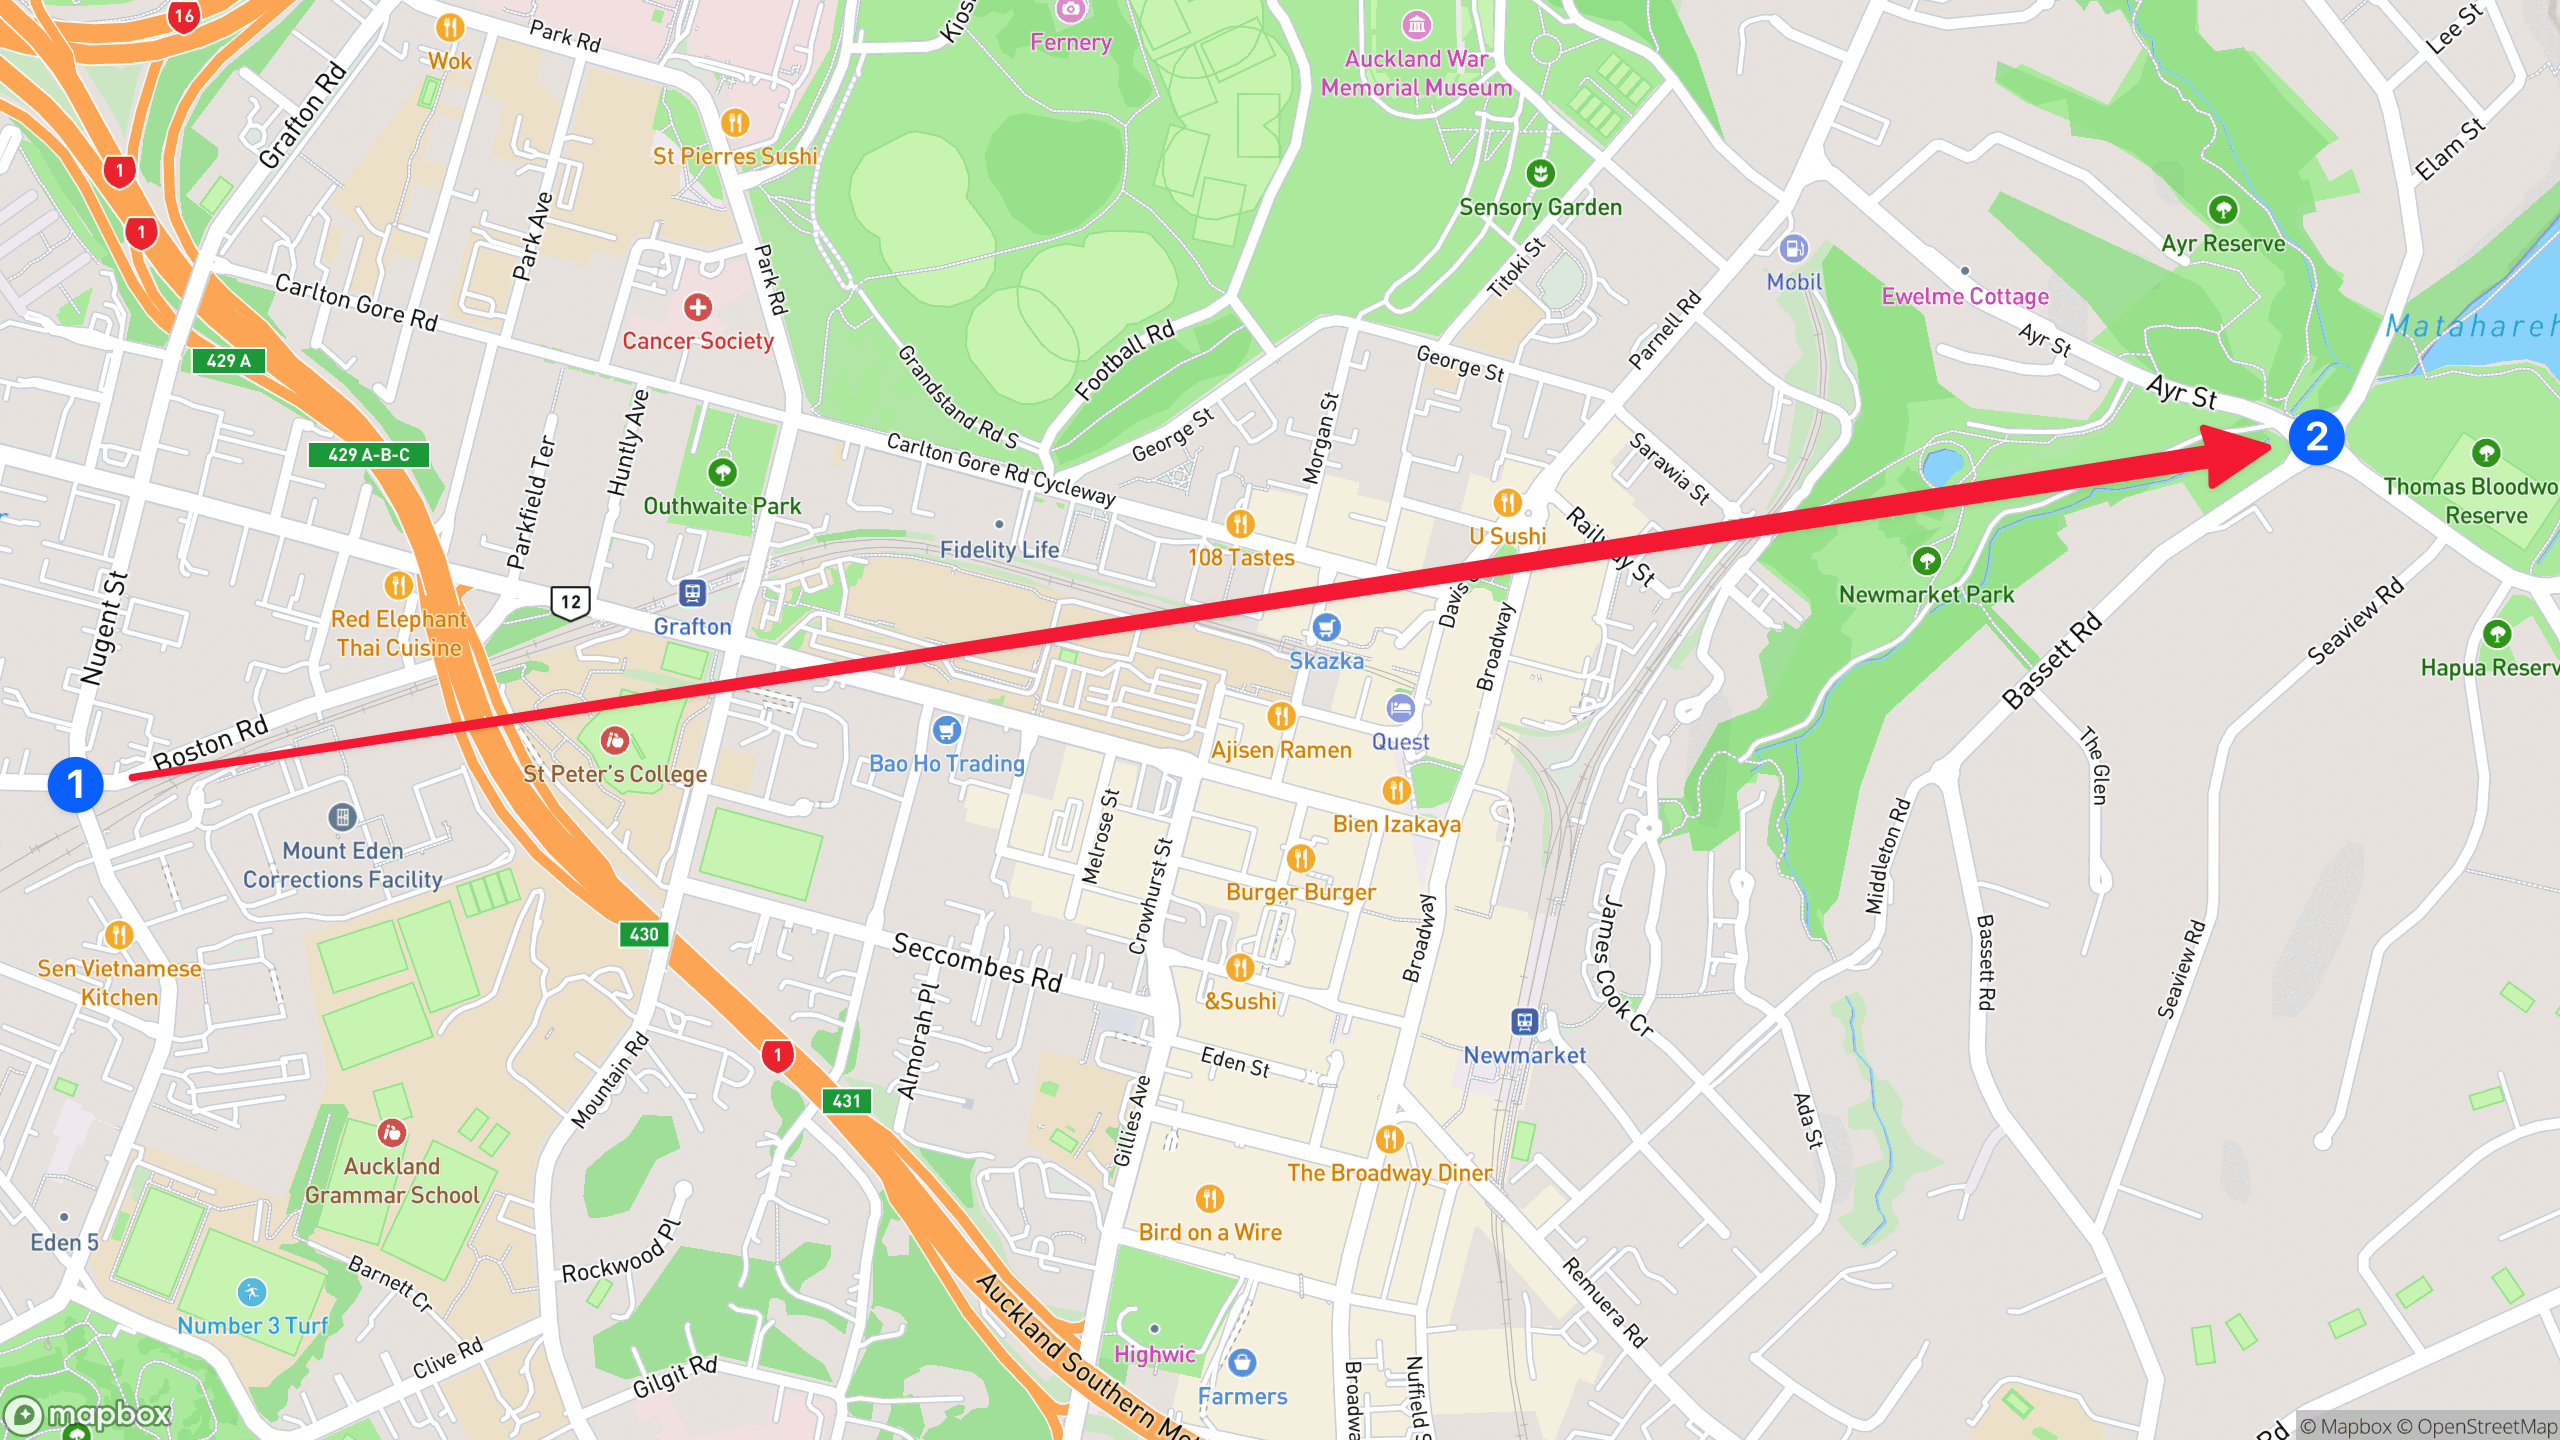 16
Wok
Park Rd
Kios
Fernery
Auckland War
Memorial Museum
Lee St
Grafton Rd
St Pierres Sushi
1
Elam St
Sensory Garden
1
Park Ave
Ayr Reserve
Carlton Gore Rd
Park Rd
Titoki St
Mobil
Ewelme Cottage
Cancer Society
Football Rd
Parnell Rd
Ayr St
Matahareh
429 A
Grandstand Rd S
George St
Ayr St
Huntly Ave
Morgan St
George St
429 A-B-C
Parkfield Ter
Outhwaite Park
Carlton Gore Rd Cycleway
Sarawia St
2
Thomas Bloodwo
Reserve
Fidelity Life
108 Tastes
U Sushi
Railway St
Nugent St
Red Elephant
Thai Cuisine
12
Grafton
Davis
Newmarket Park
Seaview Rd
Skazka
Broadway
Bassett Rd
Hapua Reserv
Boston Rd
1
St Peter's College
Bao Ho Trading
Ajisen Ramen
Quest
The Glen
Mount Eden
Corrections Facility
Melrose St
Crowhurst St
Bien Izakaya
Burger Burger
Middleton Rd
430
Seccombes Rd
Broadway
James Cook Cr
Bassett Rd
Seaview Rd
Sen Vietnamese
Kitchen
&Sushi
Almorah Pl
Mountain Rd
1
431
Eden St
Newmarket
Gillies Ave
Ada St
Auckland
Grammar School
The Broadway Diner
Eden 5
Bird on a Wire
Rockwood Pl
Barnett Cr
Number 3 Turf
Clive Rd
Gilgit Rd
Auckland Southern Mot
Highwic
Farmers
Broadwa
Nuffield S
Remuera Rd
Rd
mapbox
© Mapbox © OpenStreetMap